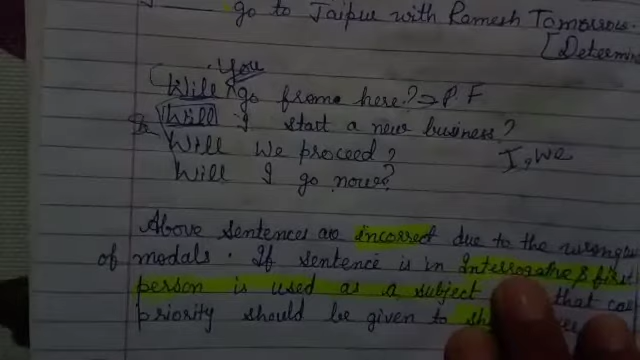 go to Jaipur with Ramesh Tomorrow.
[Determin
You
(Will go from here? ⇒ P.F
Will I start a new business?
Will we proceed?
I, we
Will I go now?
Above sentences are incorrect due to the wrong
of modals. If sentence is in Interrogative & first
person is used as a subject that cas
priority should be given to sh